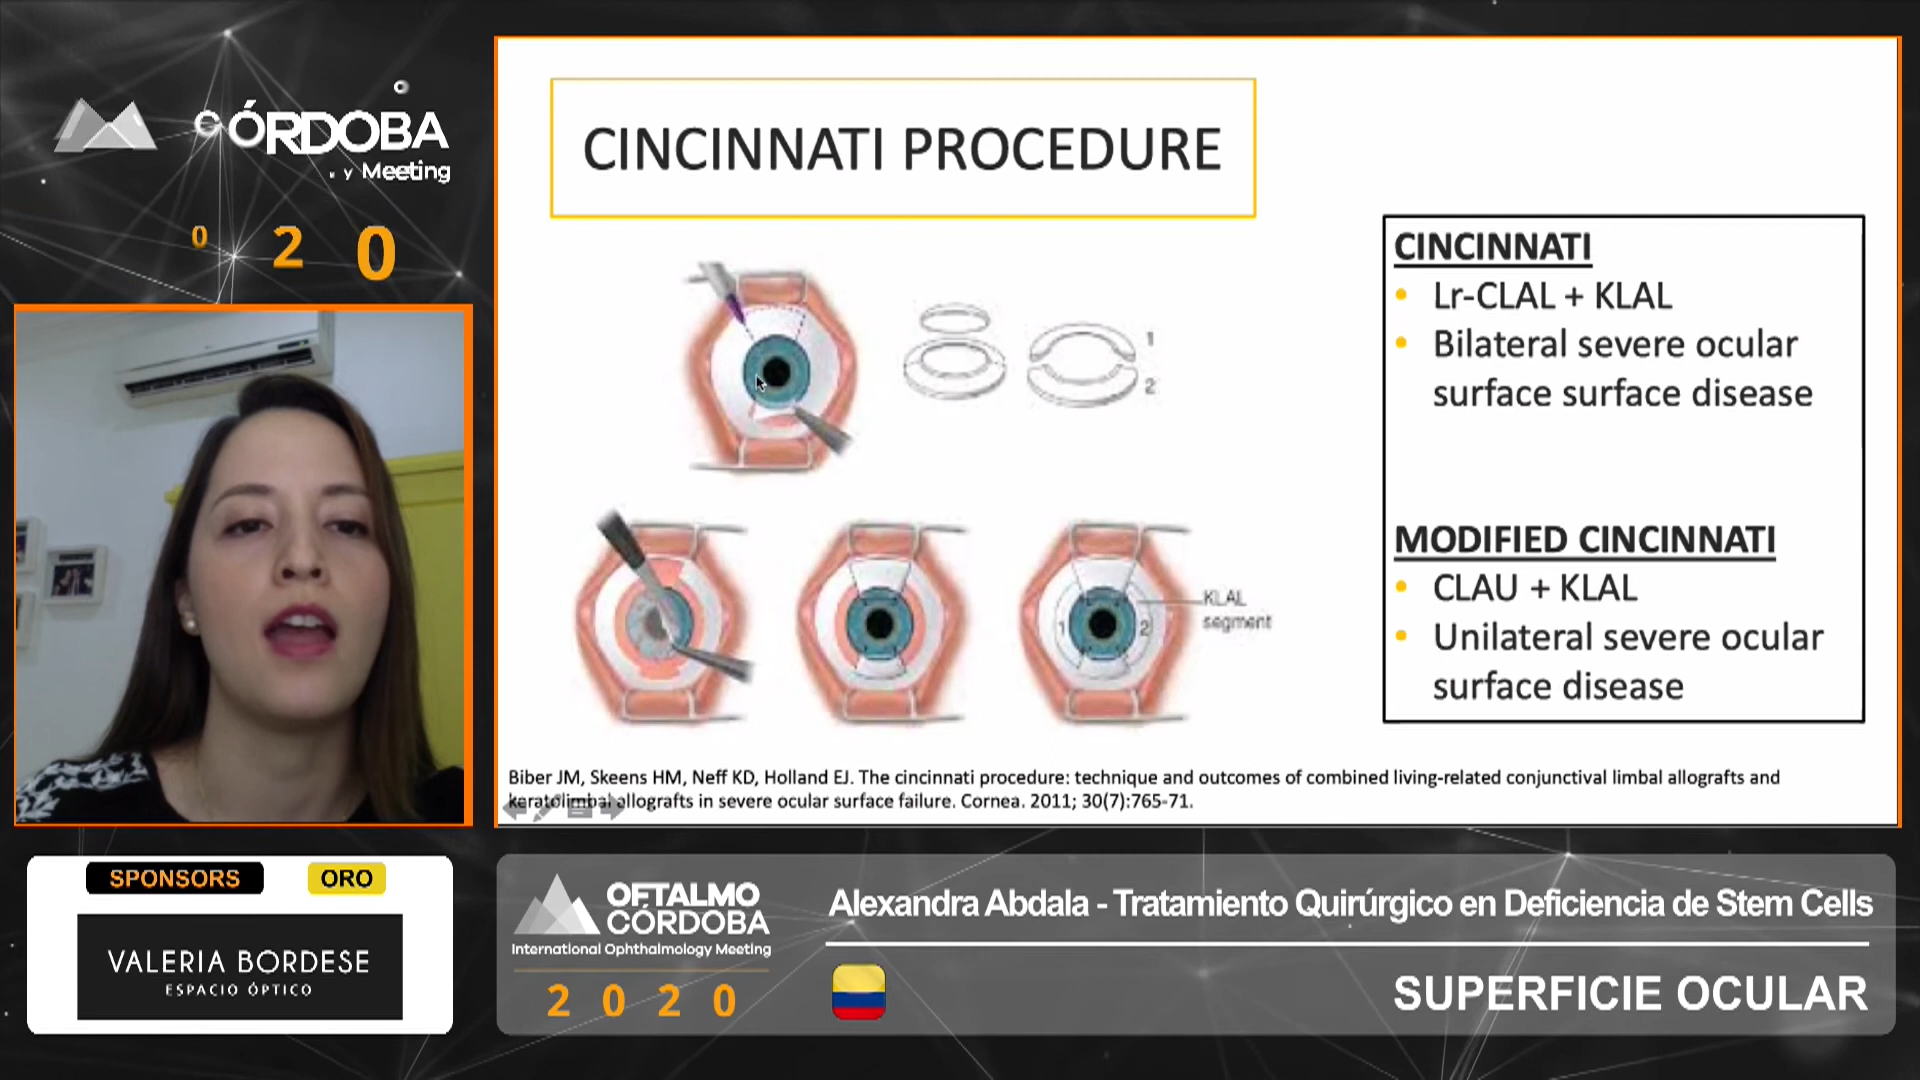 CÓRDOBA
y Meeting
0 2 0
CINCINNATI PROCEDURE
1
2
1 2
KLAL
segment
CINCINNATI
• Lr-CLAL + KLAL
• Bilateral severe ocular
surface surface disease
MODIFIED CINCINNATI
• CLAU + KLAL
• Unilateral severe ocular
surface disease
Biber JM, Skeens HM, Neff KD, Holland EJ. The cincinnati procedure: technique and outcomes of combined living-related conjunctival limbal allografts and
keratolimbal allografts in severe ocular surface failure. Cornea. 2011; 30(7):765-71.
SPONSORS ORO
VALERIA BORDESE
ESPACIO ÓPTICO
OFTALMO
CÓRDOBA
International Ophthalmology Meeting
2 0 2 0
Alexandra Abdala - Tratamiento Quirúrgico en Deficiencia de Stem Cells
SUPERFICIE OCULAR